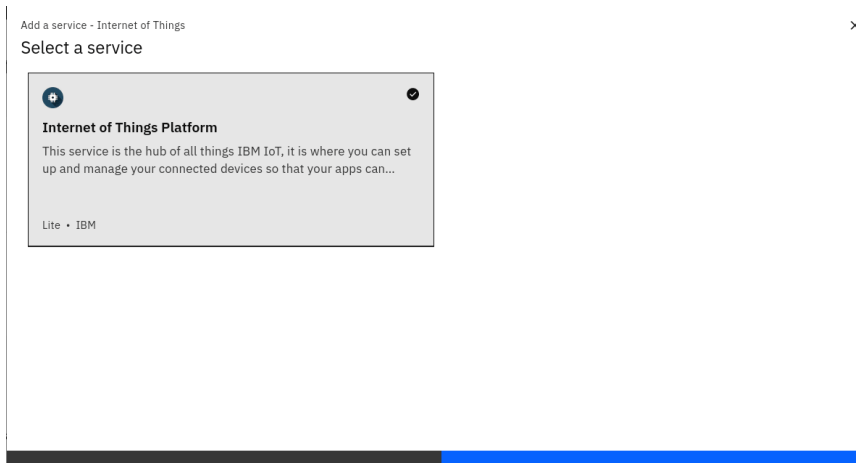 Add a service - Internet of Things
Select a service
Internet of Things Platform
This service is the hub of all things IBM IoT, it is where you can set
up and manage your connected devices so that your apps can...
Lite • IBM